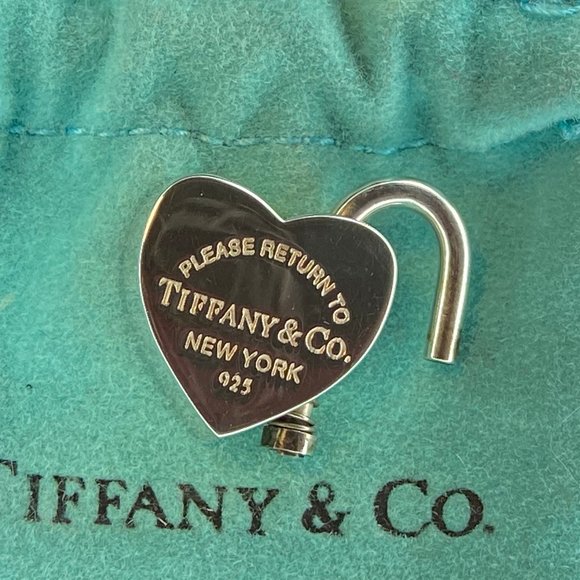 PLEASE RETURN TO
TIFFANY & CO.
NEW YORK
925
TIFFANY & CO.